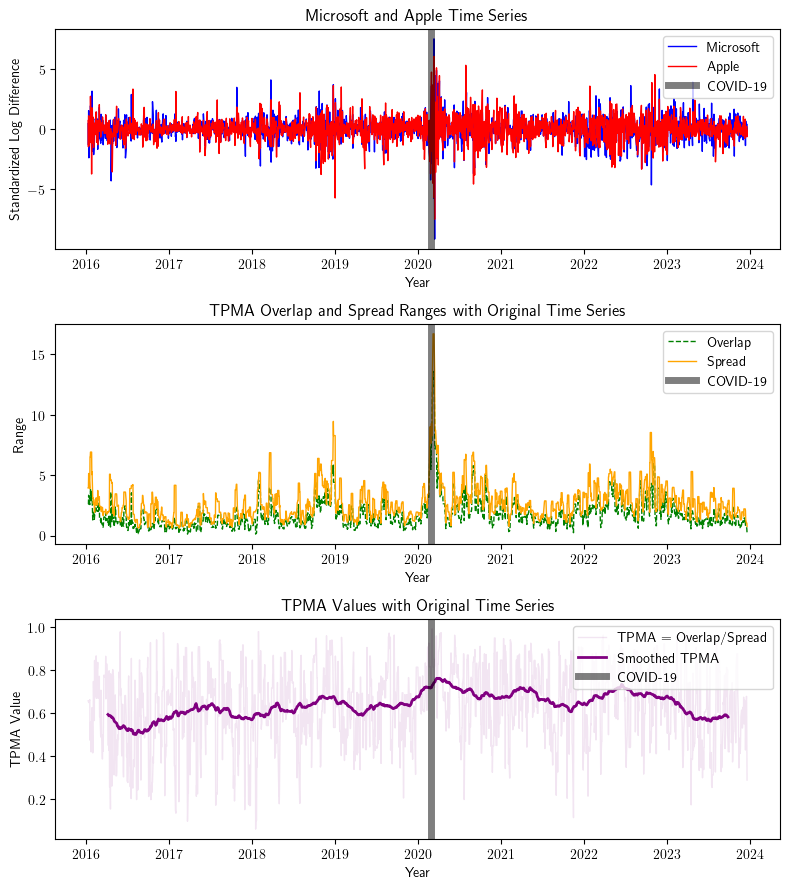 Microsoft and Apple Time Series
Standardized Log Difference
5
0
−5
Microsoft
Apple
COVID-19
2016 2017 2018 2019 2020 2021 2022 2023 2024
Year
TPMA Overlap and Spread Ranges with Original Time Series
Range
15
10
5
0
Overlap
Spread
COVID-19
2016 2017 2018 2019 2020 2021 2022 2023 2024
Year
TPMA Values with Original Time Series
TPMA Value
1.0
0.8
0.6
0.4
0.2
TPMA = Overlap/Spread
Smoothed TPMA
COVID-19
2016 2017 2018 2019 2020 2021 2022 2023 2024
Year